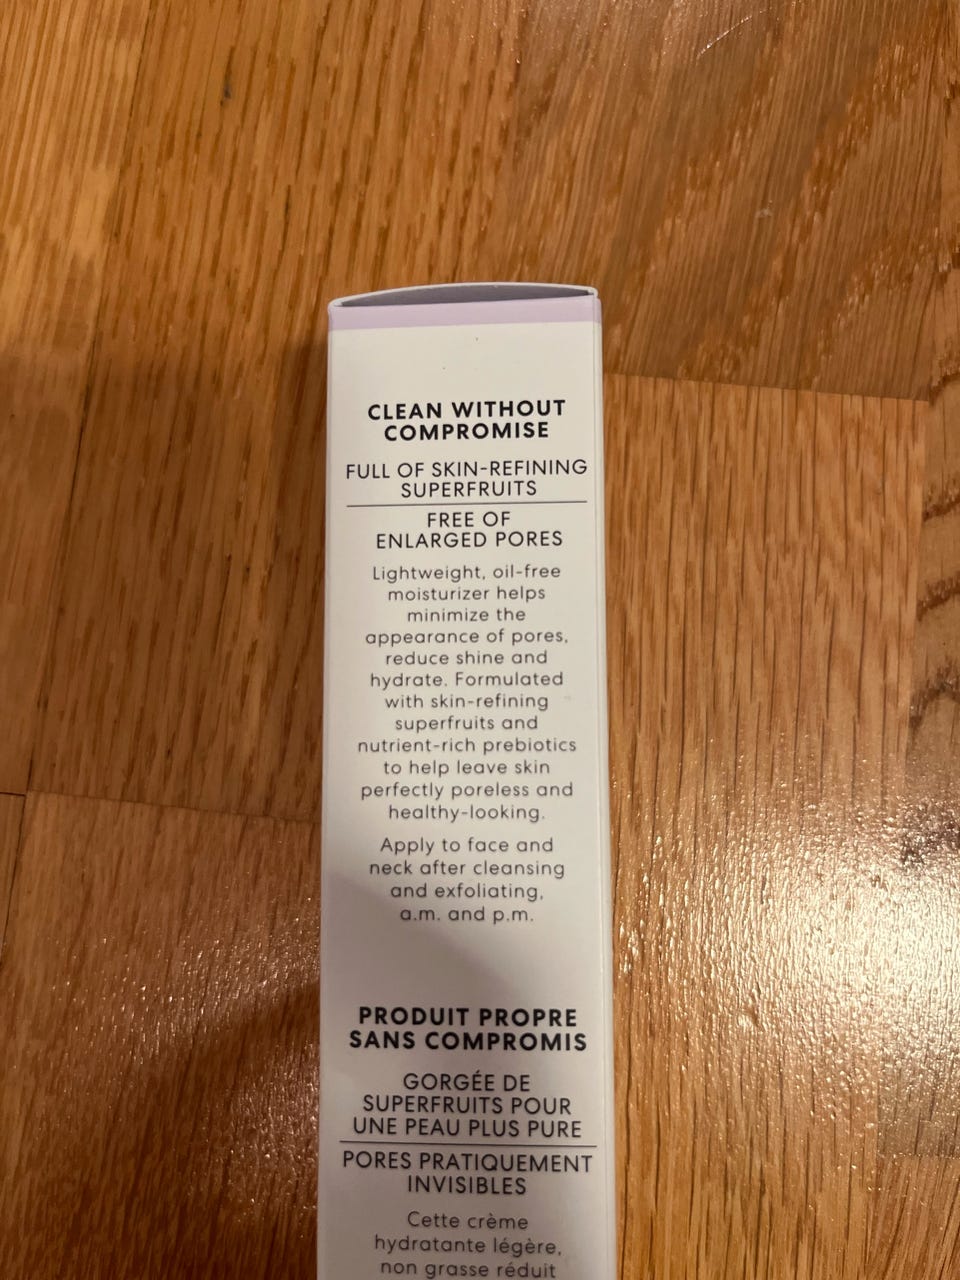 CLEAN WITHOUT
COMPROMISE
FULL OF SKIN-REFINING
SUPERFRUITS
FREE OF
ENLARGED PORES
Lightweight, oil-free
moisturizer helps
minimize the
appearance of pores,
reduce shine and
hydrate. Formulated
with skin-refining
superfruits and
nutrient-rich prebiotics
to help leave skin
perfectly poreless and
healthy-looking.
Apply to face and
neck after cleansing
and exfoliating,
a.m. and p.m.
PRODUIT PROPRE
SANS COMPROMIS
GORGÉE DE
SUPERFRUITS POUR
UNE PEAU PLUS PURE
PORES PRATIQUEMENT
INVISIBLES
Cette crème
hydratante légère,
non grasse réduit